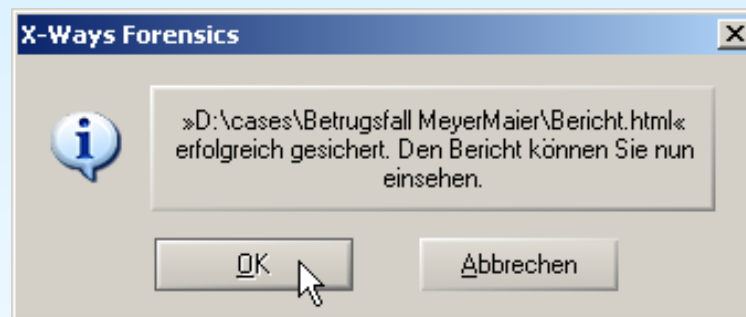 X-Ways Forensics
»D:\cases\Betrugsfall MeyerMaier\Bericht.html«
erfolgreich gesichert. Den Bericht können Sie nun
einsehen.
OK
Abbrechen